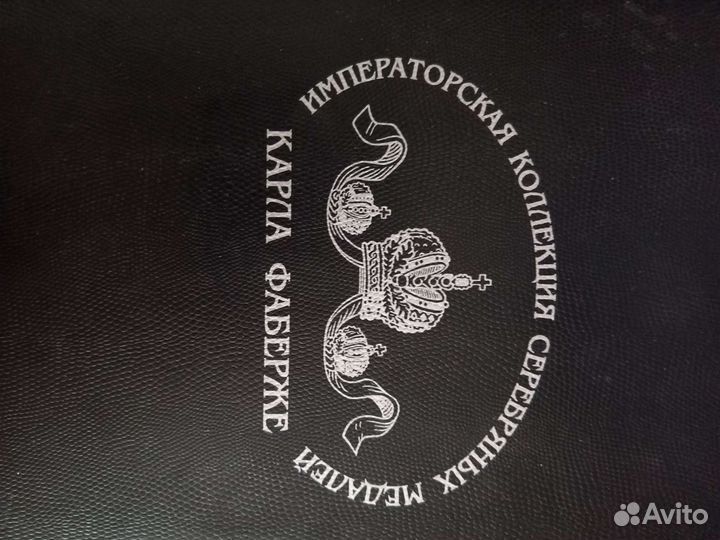 ИМПЕРАТОРСКАЯ КОЛЛЕКЦИЯ СЕРЕБРЯНЫХ МЕДАЛЕЙ
КАРЛА ФАБЕРЖЕ
Avito